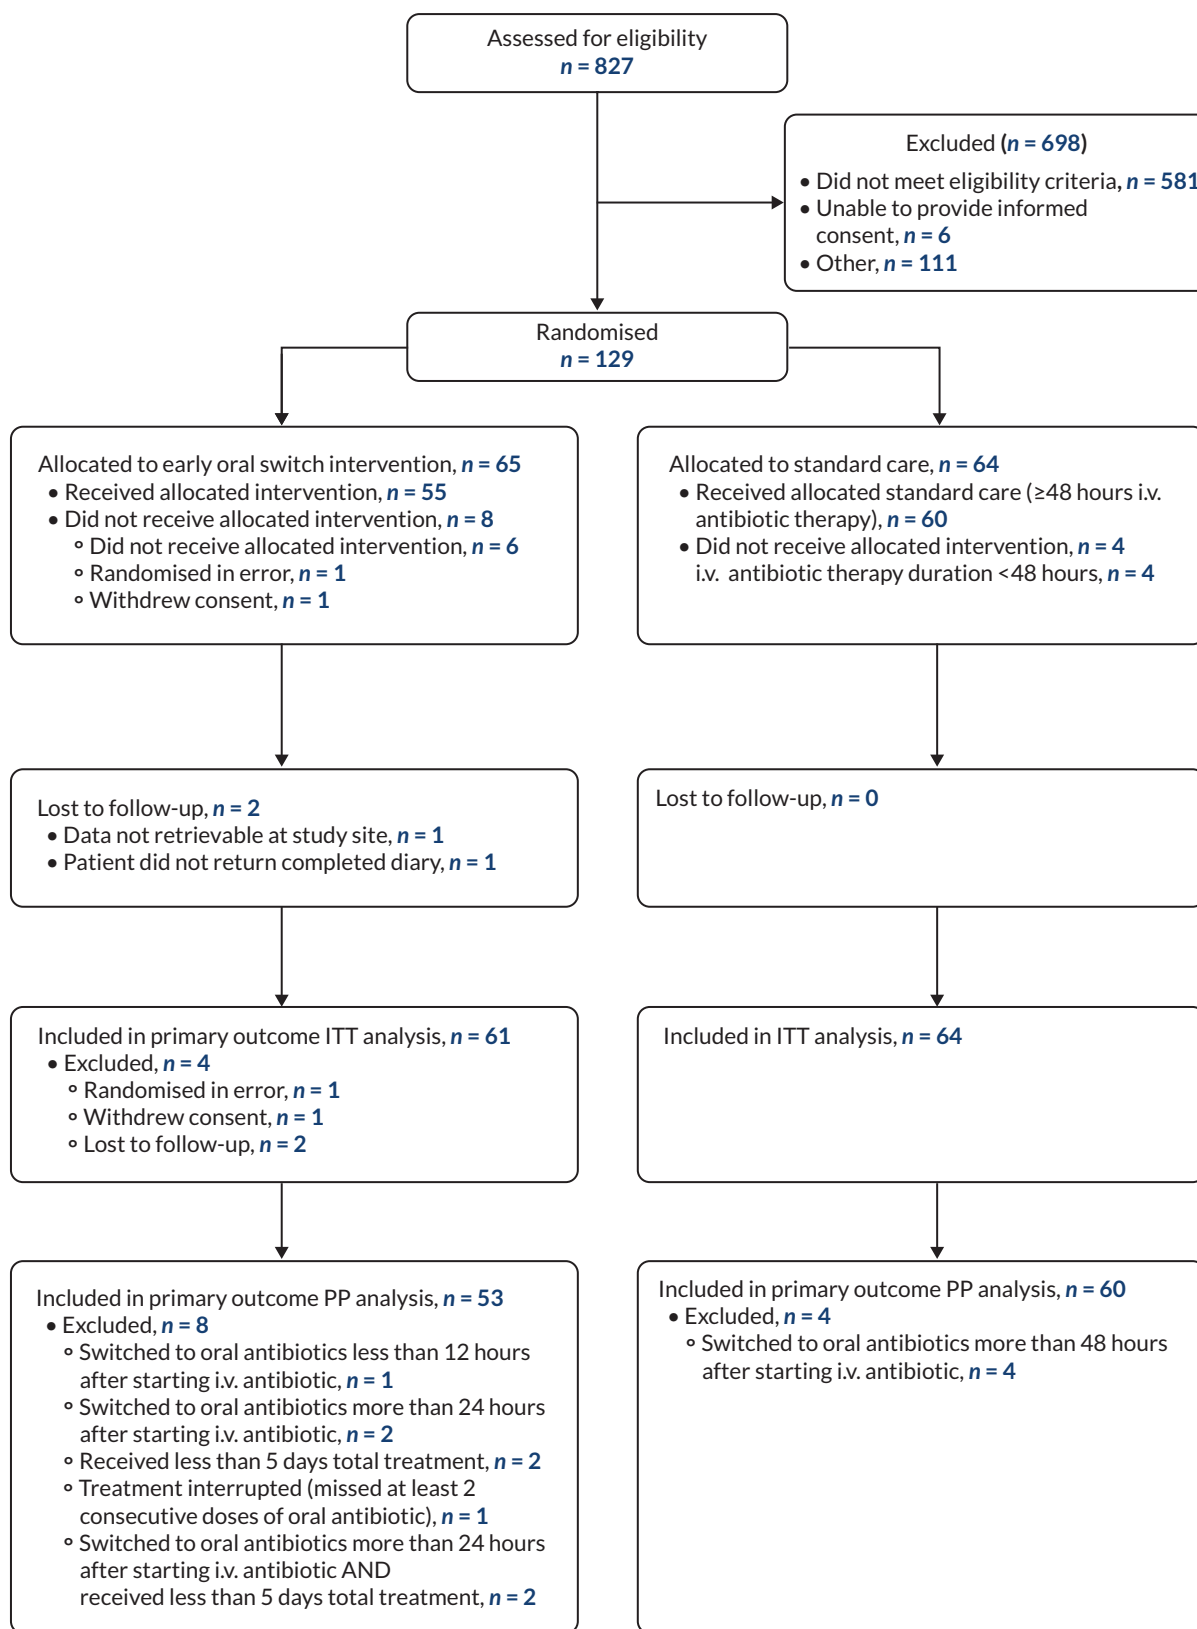 Assessed for eligibility
n = 827
Excluded (n = 698)
• Did not meet eligibility criteria, n = 581
• Unable to provide informed
consent, n = 6
• Other, n = 111
Randomised
n = 129
Allocated to early oral switch intervention, n = 65
• Received allocated intervention, n = 55
• Did not receive allocated intervention, n = 8
° Did not receive allocated intervention, n = 6
° Randomised in error, n = 1
° Withdrew consent, n = 1
Allocated to standard care, n = 64
• Received allocated standard care (≥48 hours i.v.
antibiotic therapy), n = 60
• Did not receive allocated intervention, n = 4
i.v. antibiotic therapy duration <48 hours, n = 4
Lost to follow-up, n = 2
• Data not retrievable at study site, n = 1
• Patient did not return completed diary, n = 1
Lost to follow-up, n = 0
Included in primary outcome ITT analysis, n = 61
• Excluded, n = 4
° Randomised in error, n = 1
° Withdrew consent, n = 1
° Lost to follow-up, n = 2
Included in ITT analysis, n = 64
Included in primary outcome PP analysis, n = 53
• Excluded, n = 8
° Switched to oral antibiotics less than 12 hours
after starting i.v. antibiotic, n = 1
° Switched to oral antibiotics more than 24 hours
after starting i.v. antibiotic, n = 2
° Received less than 5 days total treatment, n = 2
° Treatment interrupted (missed at least 2
consecutive doses of oral antibiotic), n = 1
° Switched to oral antibiotics more than 24 hours
after starting i.v. antibiotic AND
received less than 5 days total treatment, n = 2
Included in primary outcome PP analysis, n = 60
• Excluded, n = 4
° Switched to oral antibiotics more than 48 hours
after starting i.v. antibiotic, n = 4